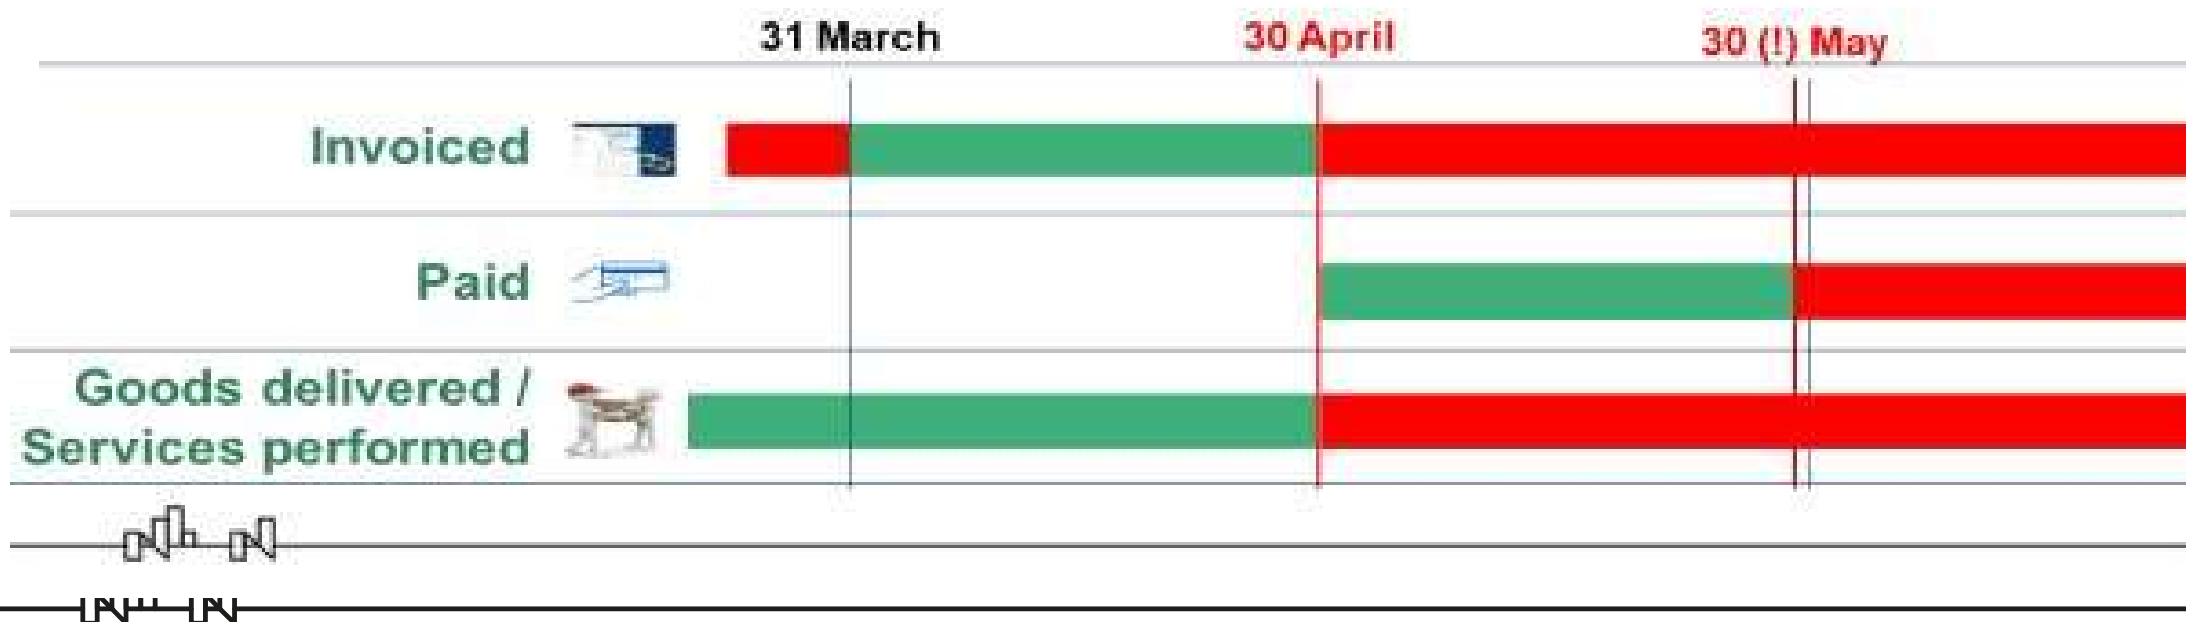 31 March
30 April
30 (!) May
Invoiced
Paid
Goods delivered /
Services performed